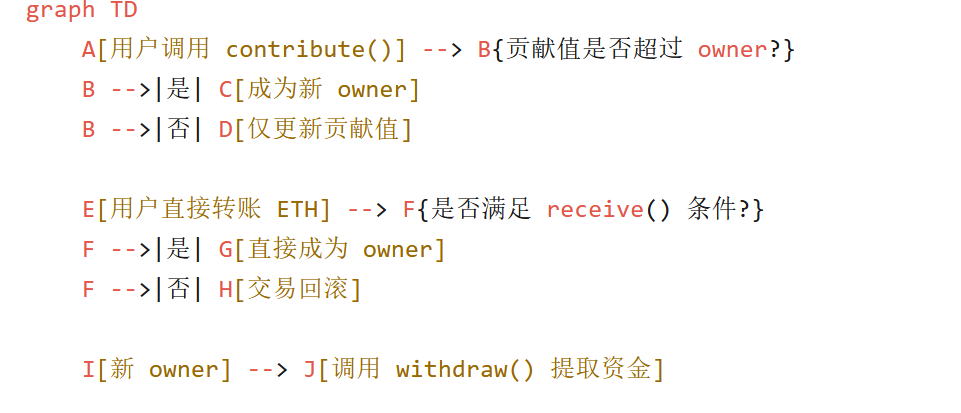 graph TD
A[用户调用 contribute()] --> B{贡献值是否超过 owner?}
B -->|是| C[成为新 owner]
B -->|否| D[仅更新贡献值]
E[用户直接转账 ETH] --> F{是否满足 receive() 条件?}
F -->|是| G[直接成为 owner]
F -->|否| H[交易回滚]
I[新 owner] --> J[调用 withdraw() 提取资金]